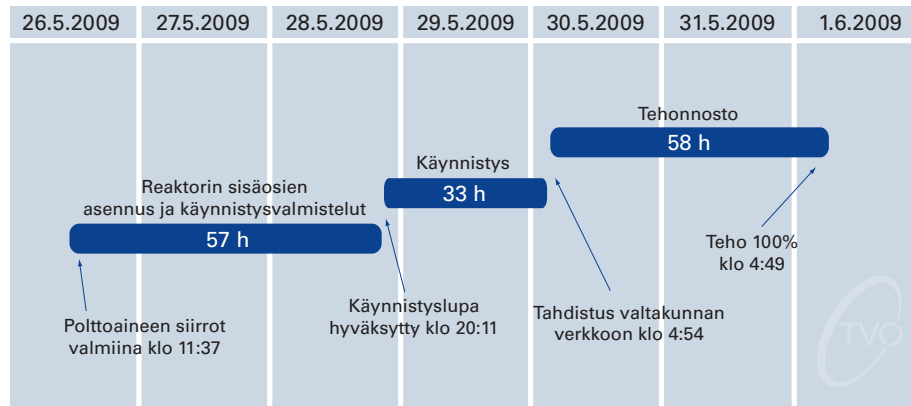 26.5.2009 27.5.2009 28.5.2009 29.5.2009 30.5.2009 31.5.2009 1.6.2009
Tehonnosto
58 h
Käynnistys
33 h
Reaktorin sisäosien
asennus ja käynnistysvalmistelut
57 h
Teho 100%
klo 4:49
Käynnistyslupa
hyväksytty klo 20:11
Tahdistus valtakunnan
verkkoon klo 4:54
Polttoaineen siirrot
valmiina klo 11:37
TVO